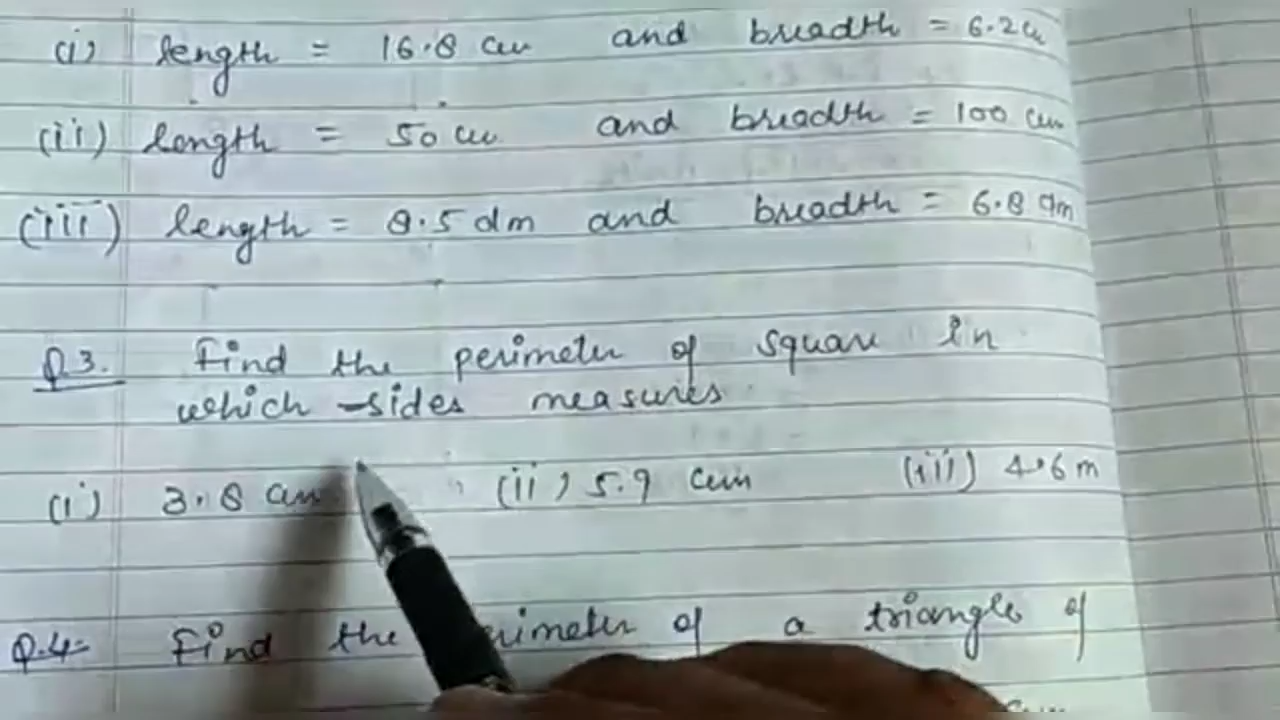 (i) length = 16.8 cm and breadth = 6.2 c
(ii) length = 50 cm and breadth = 100 cm
(iii) length = 8.5 dm and breadth = 6.8 dm
Q3. Find the perimeter of square in
which sides measures
(i) 3.8 cm (ii) 5.9 cm (iii) 4.6 m
Q.4- Find the of a triangle of